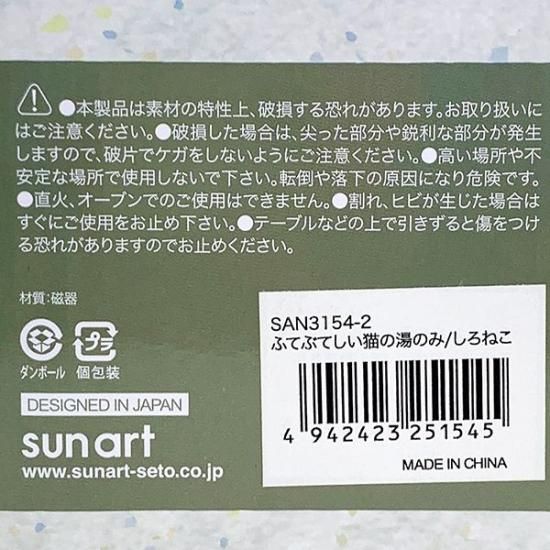 ●本製品は素材の特性上、破損する恐れがあります。お取り扱いに
はご注意ください。●破損した場合は、尖った部分や鋭利な部分が発生
しますので、破片でケガをしないようにご注意ください。●高い場所や不
安定な場所で使用しないで下さい。転倒や落下の原因になり危険です。
●直火、オーブンでのご使用はできません。●割れ、ヒビが生じた場合は
すぐにご使用をお止め下さい。●テーブルなどの上で引きずると傷をつけ
る恐れがありますのでお止めください。
材質:磁器
プラ
ダンボール 個包装
DESIGNED IN JAPAN
sunart
www.sunart-seto.co.jp
SAN3154-2
ふてぶてしい猫の湯のみ/しろねこ
4 942423 251545
MADE IN CHINA